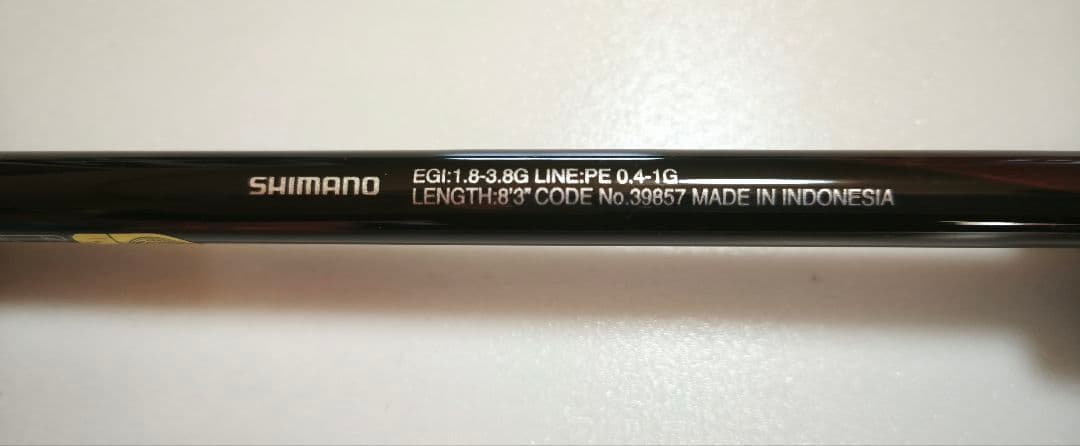 SHIMANO
EGI:1.8-3.8G LINE:PE 0.4-1G
LENGTH:8'3" CODE No.39857 MADE IN INDONESIA